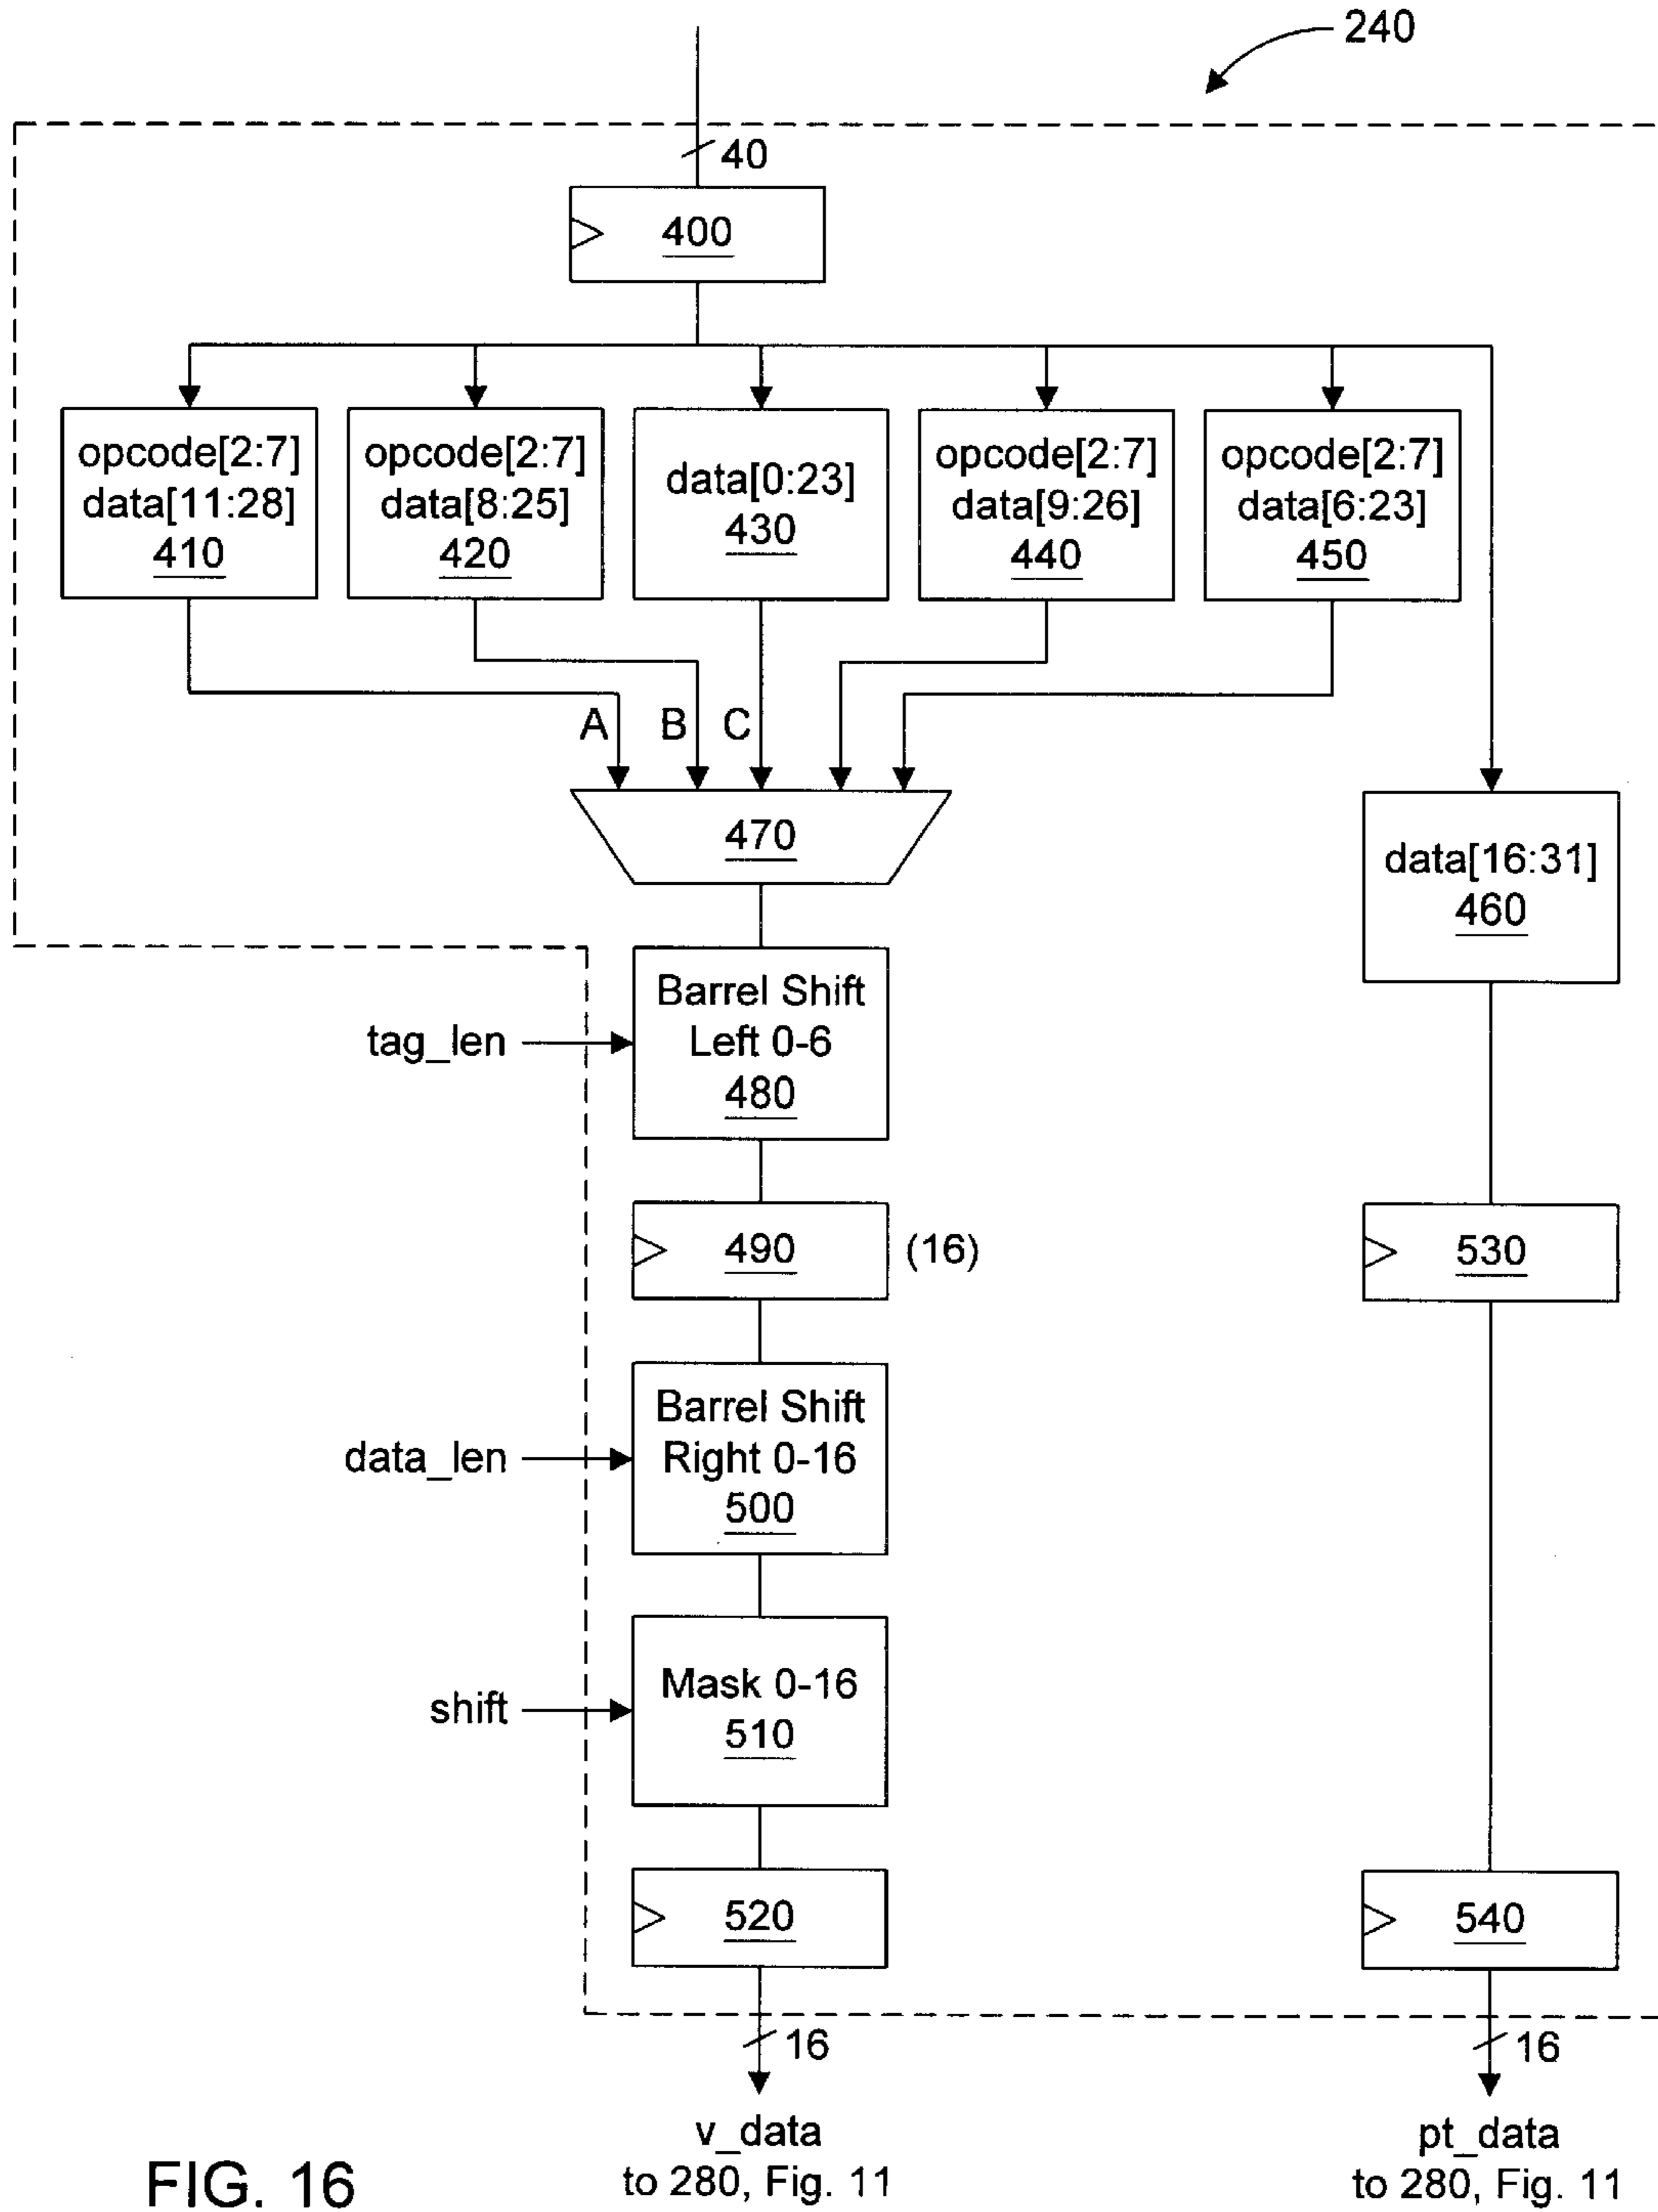 240
40
400
opcode[2:7]
data[11:28]
410
opcode[2:7]
data[8:25]
420
data[0:23]
430
opcode[2:7]
data[9:26]
440
opcode[2:7]
data[6:23]
450
A
B
C
470
data[16:31]
460
Barrel Shift
Left 0-6
480
tag_len
490
(16)
530
Barrel Shift
Right 0-16
500
data_len
Mask 0-16
510
shift
520
540
16
16
v_data
to 280, Fig. 11
pt_data
to 280, Fig. 11
FIG. 16